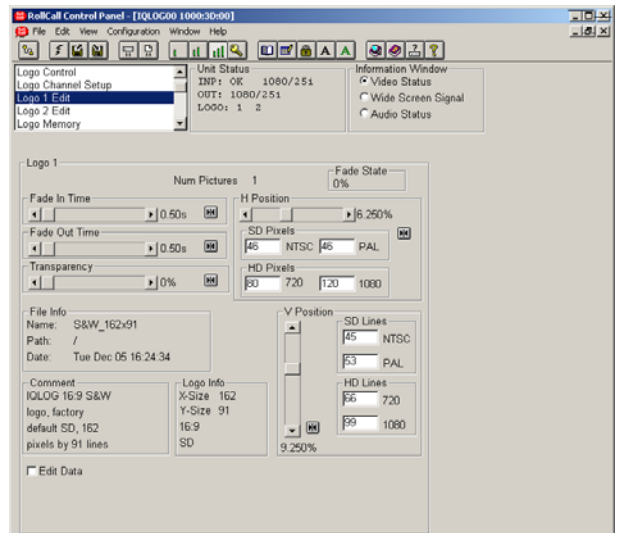 RollCall Control Panel - [IQLOG00 1000:3D:00]
File Edit View Configuration Window Help
A A
Logo Control
Logo Channel Setup
Logo 1 Edit
Logo 2 Edit
Logo Memory
Unit Status
INP: OK 1080/25i
OUT: 1080/25i
LOGO: 1 2
Information Window
Video Status
Wide Screen Signal
Audio Status
Logo 1
Num Pictures 1
Fade State
0%
Fade In Time
0.50s
Fade Out Time
0.50s
Transparency
0%
H Position
6.250%
SD Pixels
46 NTSC 46 PAL
HD Pixels
80 720 120 1080
File Info
Name: S&W_162x91
Path: /
Date: Tue Dec 05 16:24:34
Comment
IQLOG 16:9 S&W
logo, factory
default SD, 162
pixels by 91 lines
Logo Info
X-Size 162
Y-Size 91
16:9
SD
V Position
9.250%
SD Lines
45 NTSC
53 PAL
HD Lines
66 720
99 1080
Edit Data